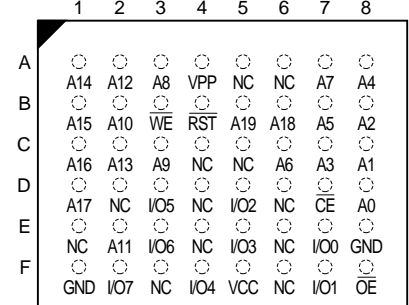 1 2 3 4 5 6 7 8
A
A14 A12 A8 VPP NC NC A7 A4
B
A15 A10 WE RST A19 A18 A5 A2
C
A16 A13 A9 NC NC A6 A3 A1
D
A17 NC I/O5 NC I/O2 NC CE A0
E
NC A11 I/O6 NC I/O3 NC I/O0 GND
F
GND I/O7 NC I/O4 VCC NC I/O1 OE